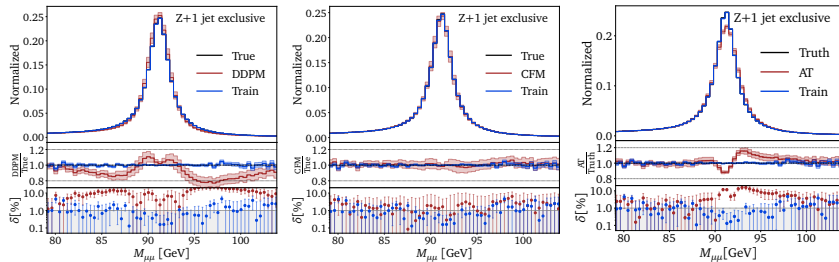 Z+1 jet exclusive
Normalized
0.25
0.20
0.15
0.10
0.05
0.00
True
DDPM
Train
DDPM
True
1.2
1.0
0.8
δ[%]
10.0
1.0
0.1
80 85 90 95 100
Mμμ [GeV]
Z+1 jet exclusive
Normalized
0.25
0.20
0.15
0.10
0.05
0.00
True
CFM
Train
CFM
True
1.2
1.0
0.8
δ[%]
10.0
1.0
0.1
80 85 90 95 100
Mμμ [GeV]
Z+1 jet exclusive
Normalized
0.2
0.1
0.0
Truth
AT
Train
AT
Truth
1.2
1.0
0.8
δ[%]
10.0
1.0
0.1
80 85 90 95 100
Mμμ [GeV]